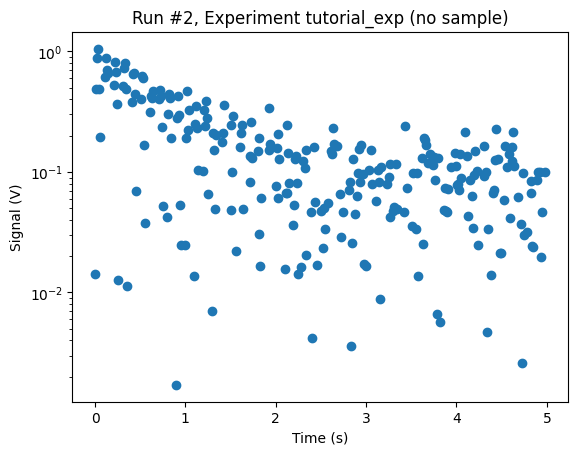 Run #2, Experiment tutorial_exp (no sample)
Signal (V)
10⁰
10⁻¹
10⁻²
0 1 2 3 4 5
Time (s)